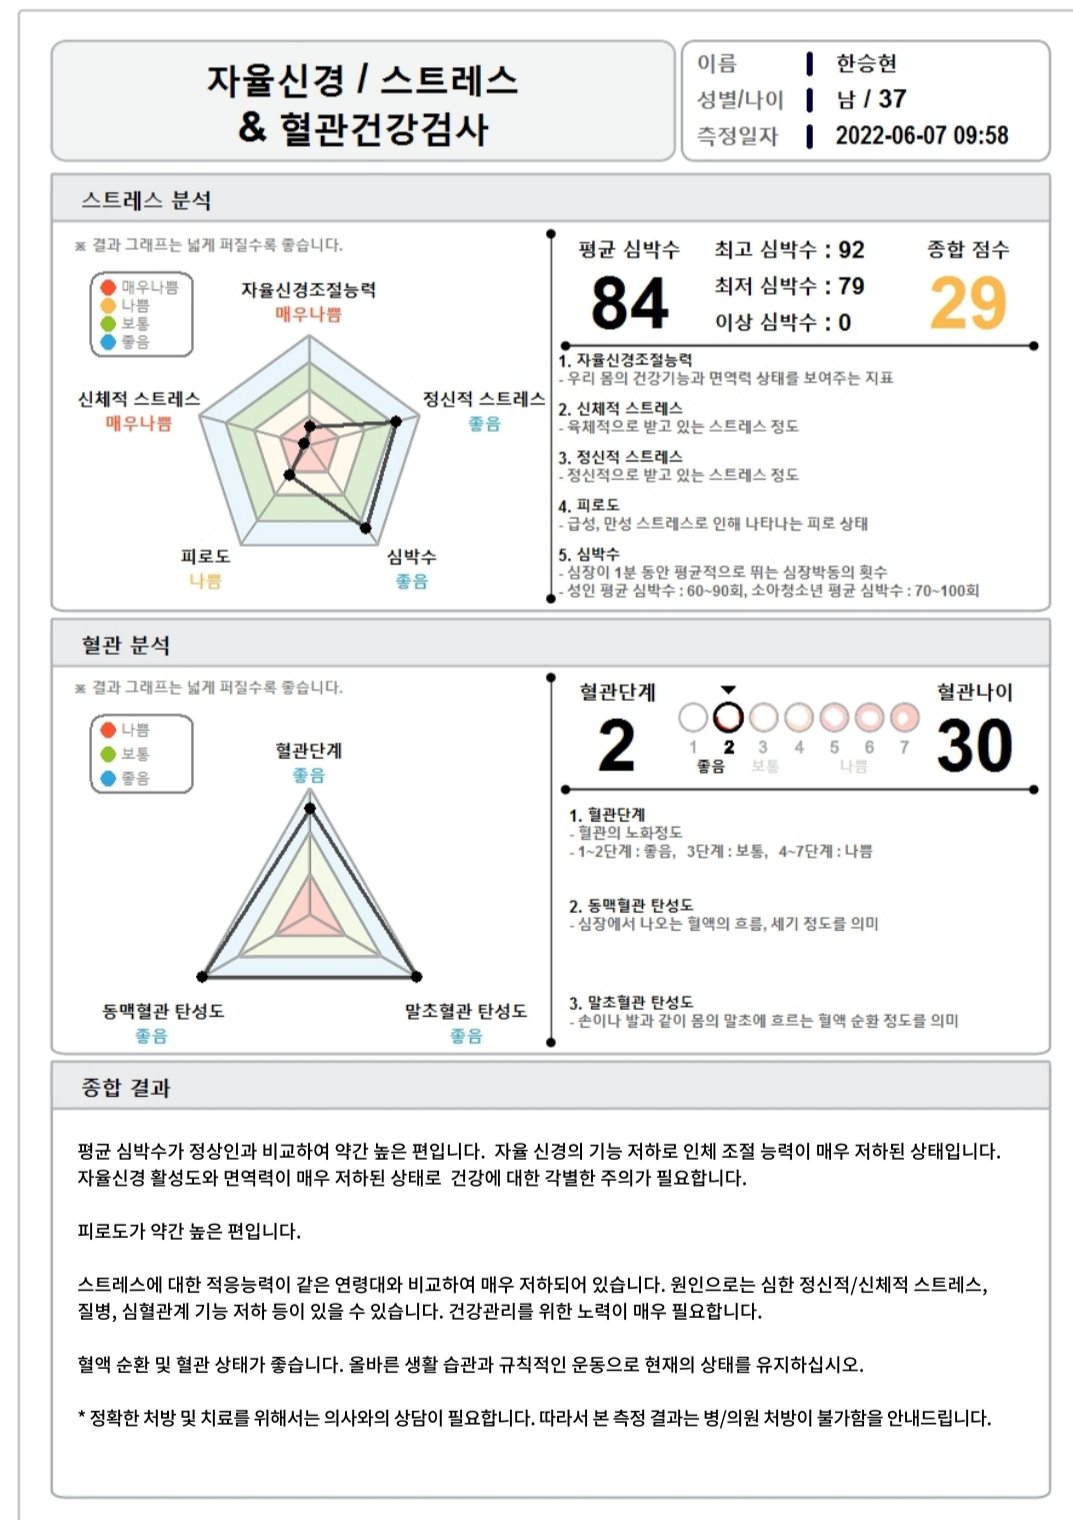 자율신경 / 스트레스
& 혈관건강검사
이름 한승현
성별/나이 남 / 37
측정일자 2022-06-07 09:58
스트레스 분석
※ 결과 그래프는 넓게 퍼질수록 좋습니다.
매우나쁨
나쁨
보통
좋음
자율신경조절능력
매우나쁨
신체적 스트레스
매우나쁨
정신적 스트레스
좋음
피로도
나쁨
심박수
좋음
평균 심박수
84
최고 심박수 : 92
최저 심박수 : 79
이상 심박수 : 0
종합 점수
29
1. 자율신경조절능력
- 우리 몸의 건강기능과 면역력 상태를 보여주는 지표
2. 신체적 스트레스
- 육체적으로 받고 있는 스트레스 정도
3. 정신적 스트레스
- 정신적으로 받고 있는 스트레스 정도
4. 피로도
- 급성, 만성 스트레스로 인해 나타나는 피로 상태
5. 심박수
- 심장이 1분 동안 평균적으로 뛰는 심장박동의 횟수
- 성인 평균 심박수 : 60~90회, 소아청소년 평균 심박수 : 70~100회
혈관 분석
※ 결과 그래프는 넓게 퍼질수록 좋습니다.
나쁨
보통
좋음
혈관단계
좋음
동맥혈관 탄성도
좋음
말초혈관 탄성도
좋음
혈관단계
2
1 2 3 4 5 6 7
좋음 보통 나쁨
혈관나이
30
1. 혈관단계
- 혈관의 노화정도
- 1~2단계 : 좋음, 3단계 : 보통, 4~7단계 : 나쁨
2. 동맥혈관 탄성도
- 심장에서 나오는 혈액의 흐름, 세기 정도를 의미
3. 말초혈관 탄성도
- 손이나 발과 같이 몸의 말초에 흐르는 혈액 순환 정도를 의미
종합 결과
평균 심박수가 정상인과 비교하여 약간 높은 편입니다. 자율 신경의 기능 저하로 인체 조절 능력이 매우 저하된 상태입니다.
자율신경 활성도와 면역력이 매우 저하된 상태로 건강에 대한 각별한 주의가 필요합니다.
피로도가 약간 높은 편입니다.
스트레스에 대한 적응능력이 같은 연령대와 비교하여 매우 저하되어 있습니다. 원인으로는 심한 정신적/신체적 스트레스,
질병, 심혈관계 기능 저하 등이 있을 수 있습니다. 건강관리를 위한 노력이 매우 필요합니다.
혈액 순환 및 혈관 상태가 좋습니다. 올바른 생활 습관과 규칙적인 운동으로 현재의 상태를 유지하십시오.
* 정확한 처방 및 치료를 위해서는 의사와의 상담이 필요합니다. 따라서 본 측정 결과는 병/의원 처방이 불가함을 안내드립니다.